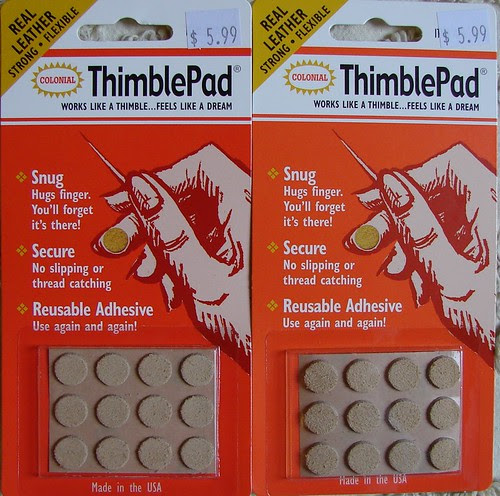 REAL
LEATHER
STRONG • FLEXIBLE
$ 5.99
COLONIAL
ThimblePad®
WORKS LIKE A THIMBLE...FEELS LIKE A DREAM
Snug
Hugs finger.
You'll forget
it's there!
Secure
No slipping or
thread catching
Reusable Adhesive
Use again and again!
Made in the USA
REAL
LEATHER
STRONG • FLEXIBLE
$ 5.99
COLONIAL
ThimblePad®
WORKS LIKE A THIMBLE...FEELS LIKE A DREAM
Snug
Hugs finger.
You'll forget
it's there!
Secure
No slipping or
thread catching
Reusable Adhesive
Use again and again!
Made in the USA